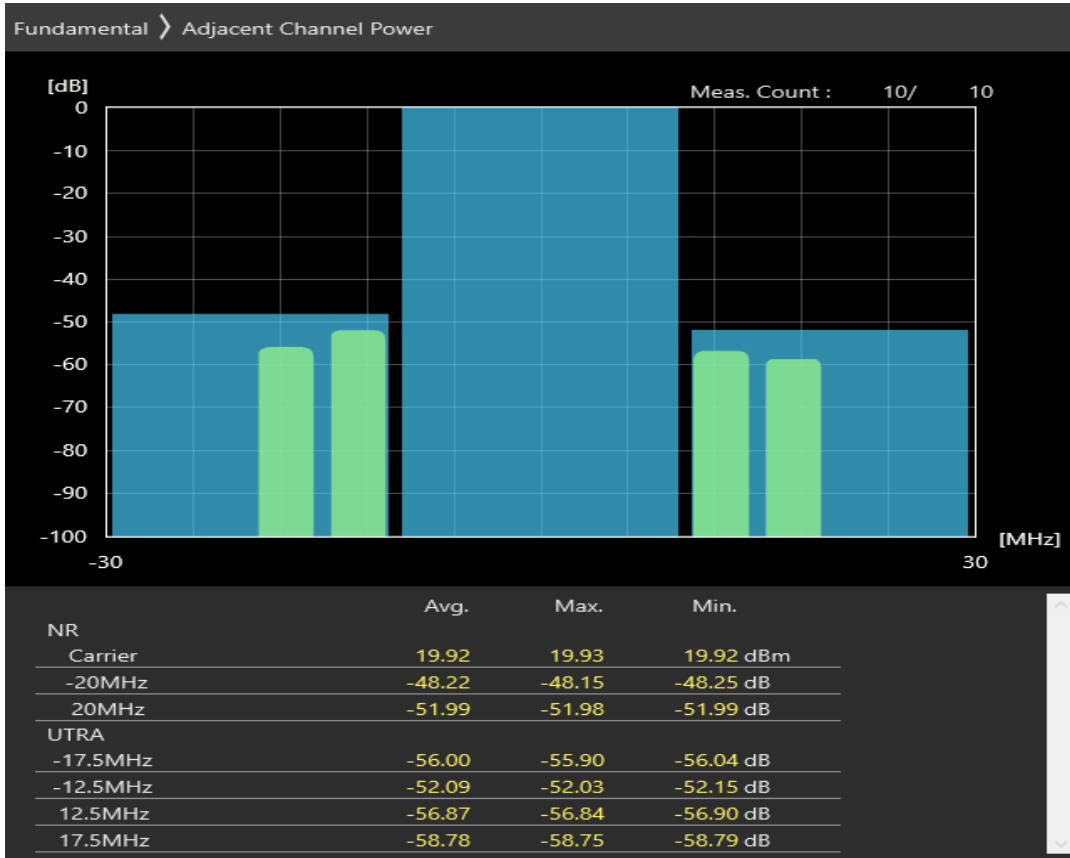 Fundamental ❯ Adjacent Channel Power
[dB]
Meas. Count : 10/ 10
0
-10
-20
-30
-40
-50
-60
-70
-80
-90
-100
[MHz]
-30 30
Avg. Max. Min.
NR
Carrier 19.92 19.93 19.92 dBm
-20MHz -48.22 -48.15 -48.25 dB
20MHz -51.99 -51.98 -51.99 dB
UTRA
-17.5MHz -56.00 -55.90 -56.04 dB
-12.5MHz -52.09 -52.03 -52.15 dB
12.5MHz -56.87 -56.84 -56.90 dB
17.5MHz -58.78 -58.75 -58.79 dB